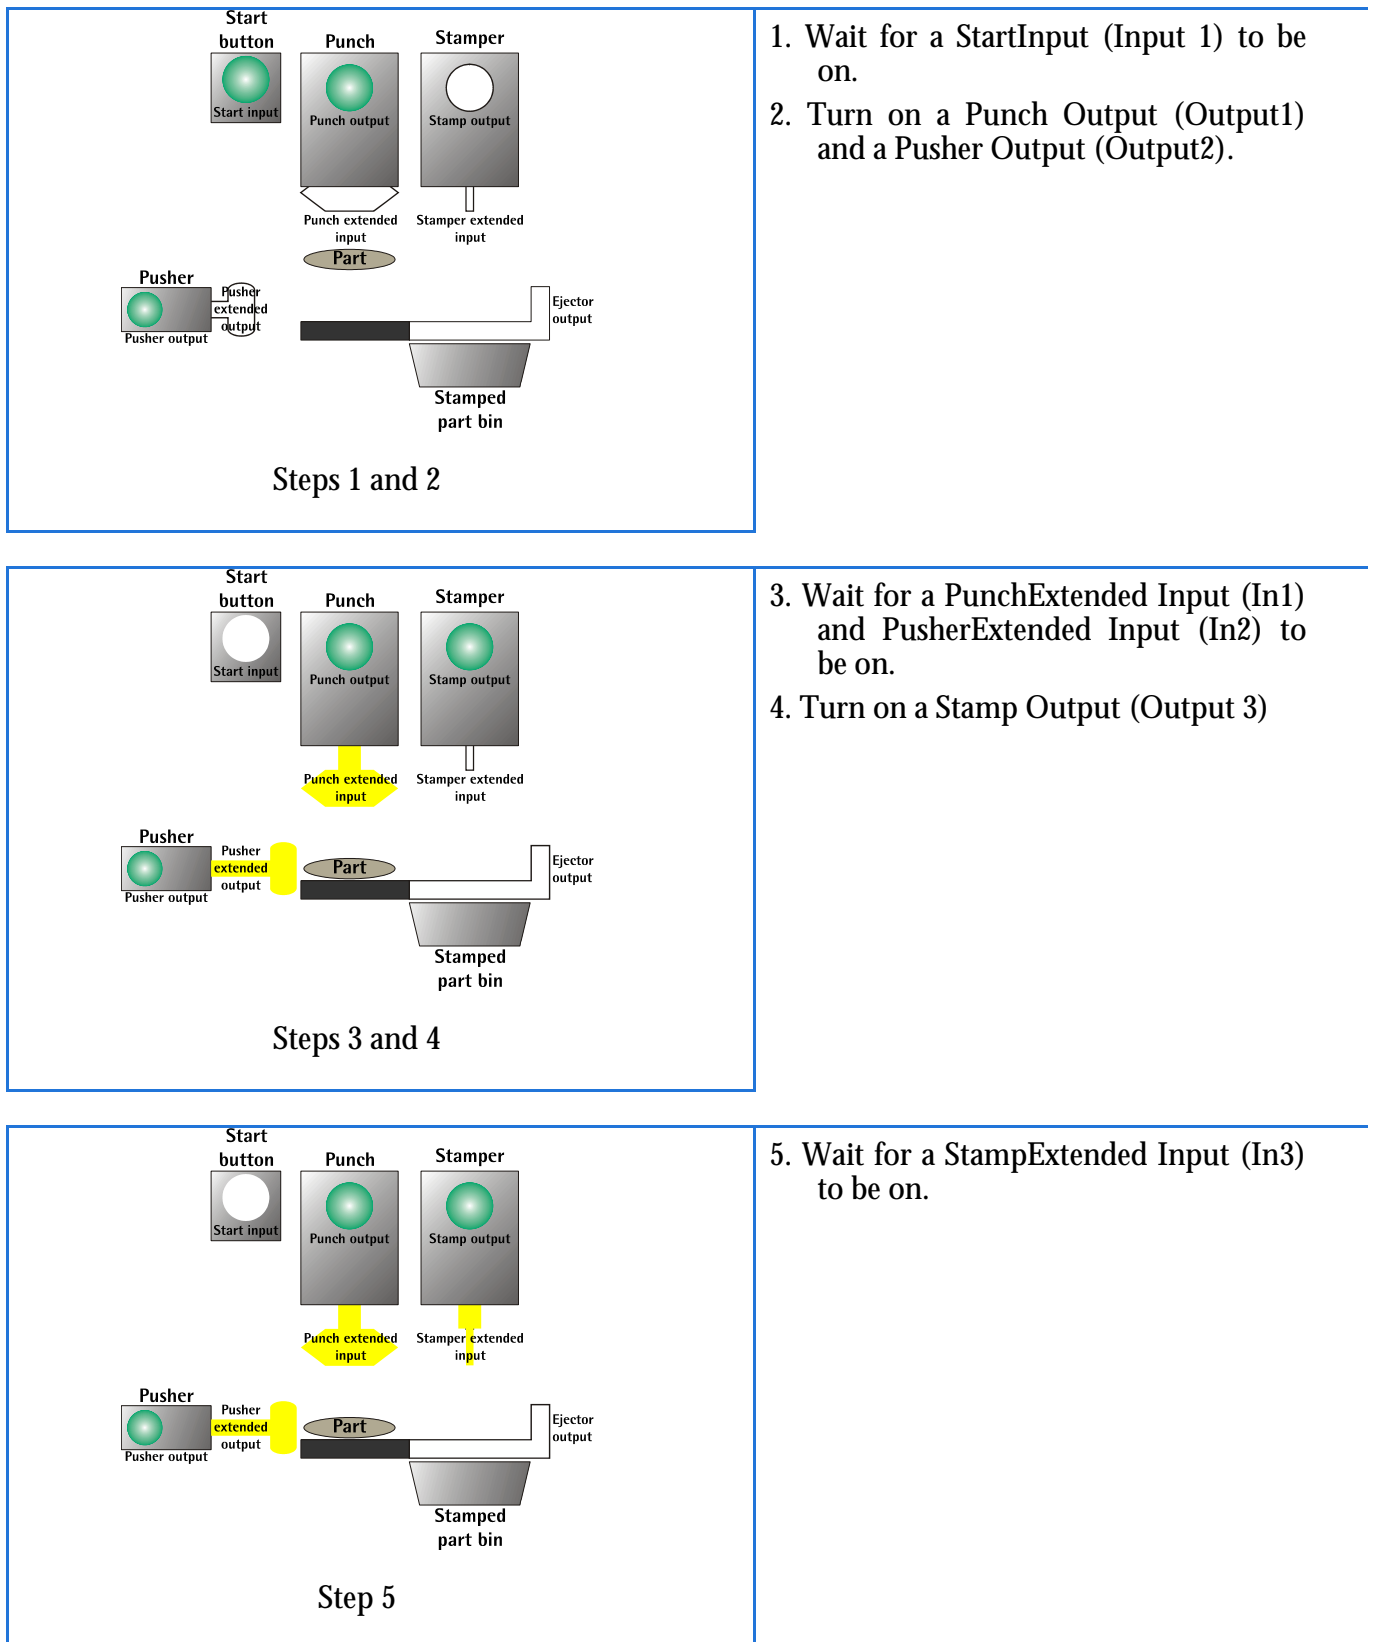 Start
button
Punch
Stamper
Start input
Punch output
Stamp output
Punch extended
input
Stamper extended
input
Part
Pusher
Pusher
extended
output
Pusher output
Ejector
output
Stamped
part bin
Steps 1 and 2
1. Wait for a StartInput (Input 1) to be
on.
2. Turn on a Punch Output (Output1)
and a Pusher Output (Output2).
Start
button
Punch
Stamper
Start input
Punch output
Stamp output
Punch extended
input
Stamper extended
input
Pusher
Pusher
extended
output
Pusher output
Part
Ejector
output
Stamped
part bin
Steps 3 and 4
3. Wait for a PunchExtended Input (In1)
and PusherExtended Input (In2) to
be on.
4. Turn on a Stamp Output (Output 3)
Start
button
Punch
Stamper
Start input
Punch output
Stamp output
Punch extended
input
Stamper extended
input
Pusher
Pusher
extended
output
Pusher output
Part
Ejector
output
Stamped
part bin
Step 5
5. Wait for a StampExtended Input (In3)
to be on.